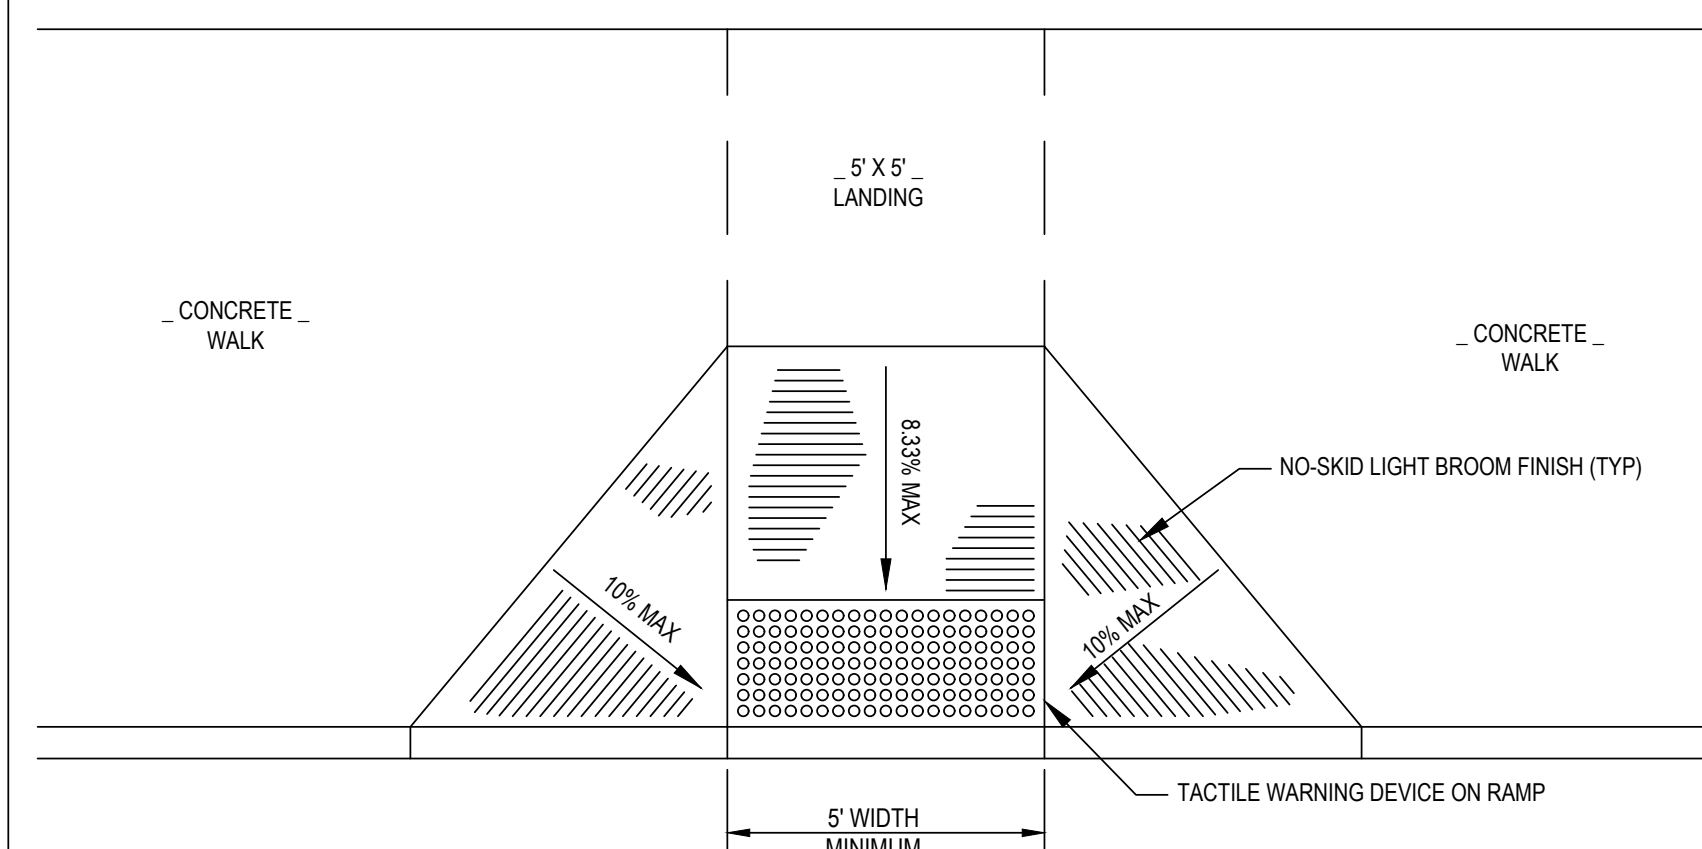 _ 5' X 5' _
LANDING
_ CONCRETE _
WALK
_ CONCRETE _
WALK
8.33% MAX
NO-SKID LIGHT BROOM FINISH (TYP)
10% MAX
10% MAX
TACTILE WARNING DEVICE ON RAMP
5' WIDTH
MINIMUM